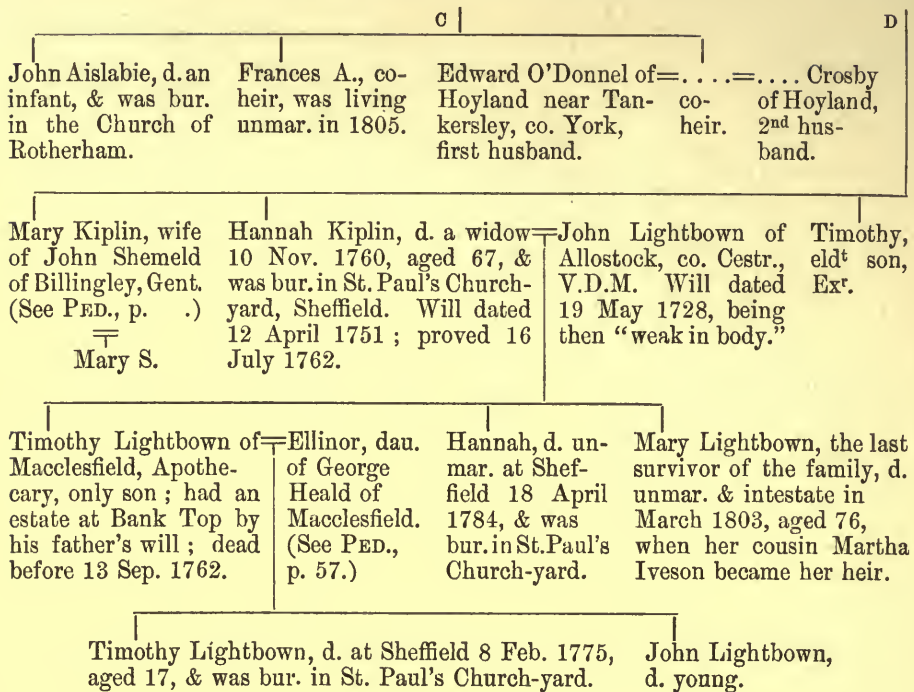 C D
John Aislabie, d. an infant, & was bur. in the Church of Rotherham.
Frances A., co-heir, was living unmar. in 1805.
Edward O'Donnel of Hoyland near Tankersley, co. York, first husband.
=. . . .=
co-heir.
. . . . Crosby of Hoyland, 2nd husband.
Mary Kiplin, wife
of John Shemeld
of Billingley, Gent.
(See PED., p. .)
Mary S.
Hannah Kiplin, d. a widow
10 Nov. 1760, aged 67, &
was bur. in St. Paul's Church-
yard, Sheffield. Will dated
12 April 1751 ; proved 16
July 1762.
John Lightbown of
Allostock, co. Cestr.,
V.D.M. Will dated
19 May 1728, being
then "weak in body."
Timothy,
eldt son,
Exr.
Timothy Lightbown of
Macclesfield, Apothe-
cary, only son ; had an
estate at Bank Top by
his father's will ; dead
before 13 Sep. 1762.
Ellinor, dau.
of George
Heald of
Macclesfield.
(See PED.,
p. 57.)
Hannah, d. un-
mar. at Shef-
field 18 April
1784, & was
bur. in St. Paul's
Church-yard.
Mary Lightbown, the last
survivor of the family, d.
unmar. & intestate in
March 1803, aged 76,
when her cousin Martha
Iveson became her heir.
Timothy Lightbown, d. at Sheffield 8 Feb. 1775,
aged 17, & was bur. in St. Paul's Church-yard.
John Lightbown,
d. young.